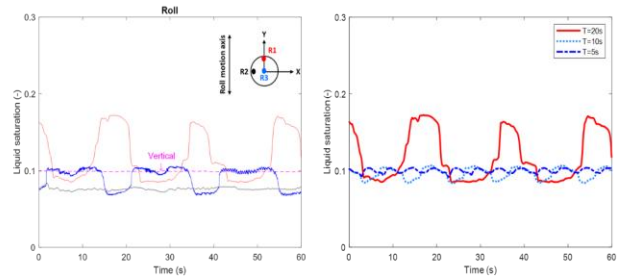 Roll
Liquid saturation (-)
0.3
0.2
0.1
0
0 10 20 30 40 50 60
Time (s)
Roll motion axis
Y
R1
R2
R3
X
Vertical
Liquid saturation (-)
0.3
0.2
0.1
0
0 10 20 30 40 50 60
Time (s)
T=20s
T=10s
T=5s